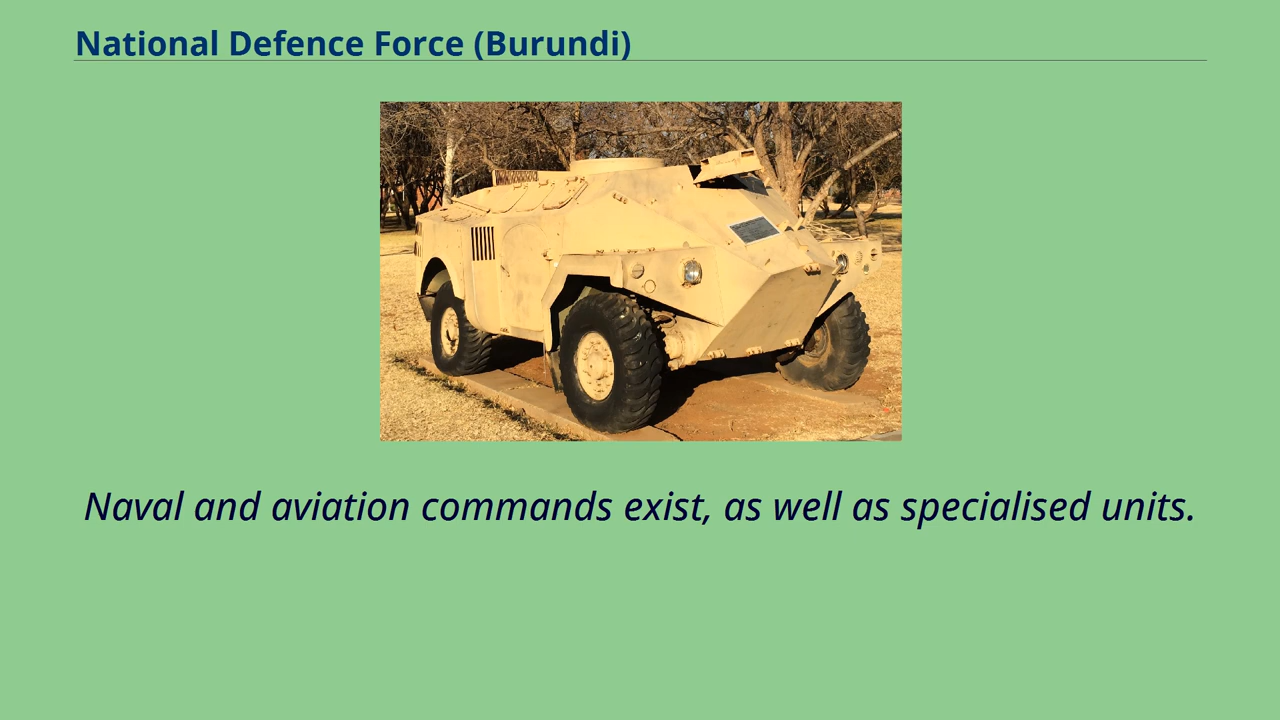 National Defence Force (Burundi)
Naval and aviation commands exist, as well as specialised units.